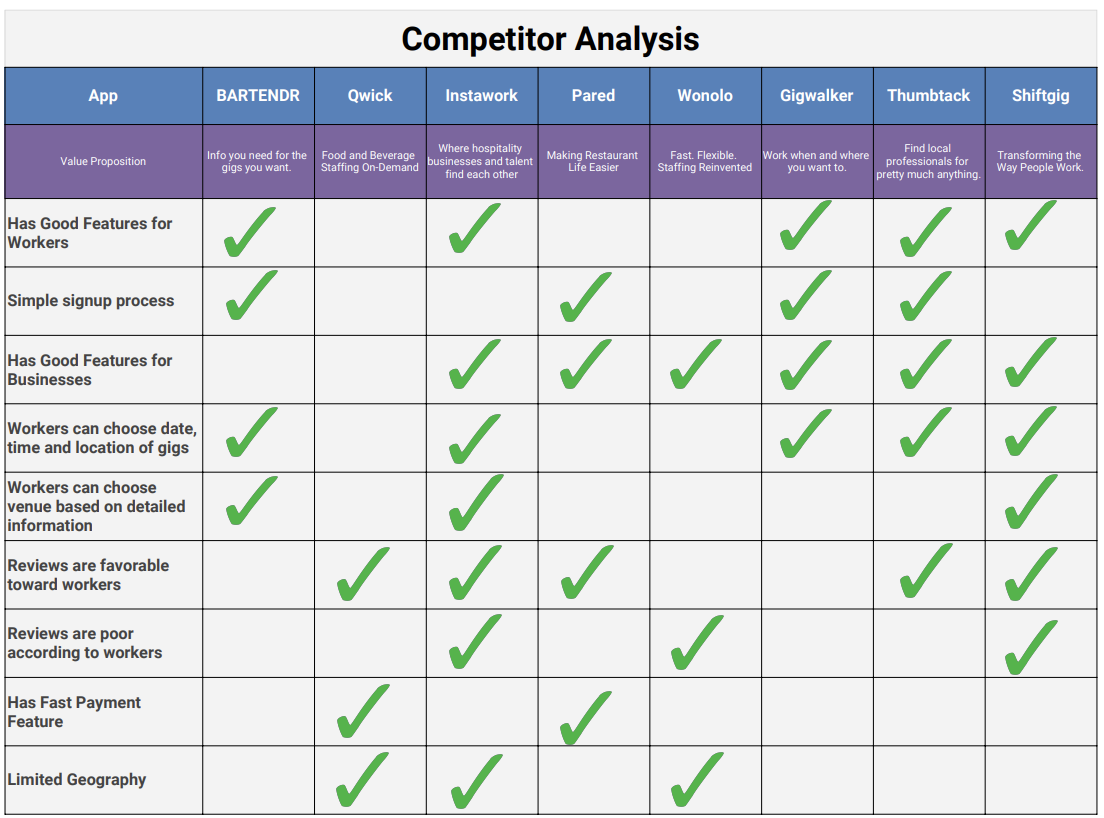 Competitor Analysis
App BARTENDR Qwick Instawork Pared Wonolo Gigwalker Thumbtack Shiftgig
Value Proposition
Info you need for the
gigs you want.
Food and Beverage
Staffing On-Demand
Where hospitality
businesses and talent
find each other
Making Restaurant
Life Easier
Fast. Flexible.
Staffing Reinvented
Work when and where
you want to.
Find local
professionals for
pretty much anything.
Transforming the
Way People Work.
Has Good Features for
Workers
Simple signup process
Has Good Features for
Businesses
Workers can choose date,
time and location of gigs
Workers can choose
venue based on detailed
information
Reviews are favorable
toward workers
Reviews are poor
according to workers
Has Fast Payment
Feature
Limited Geography